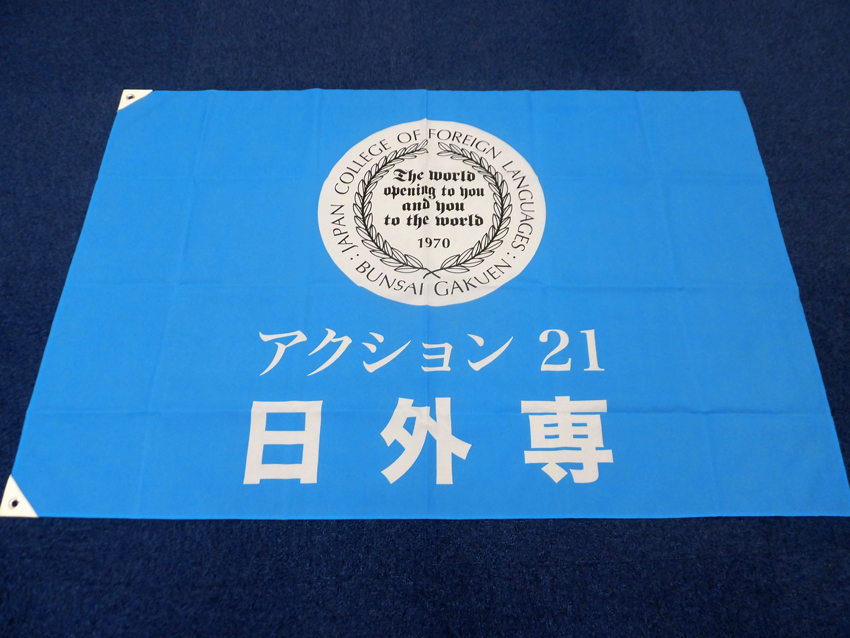 JAPAN COLLEGE OF FOREIGN LANGUAGES:
: BUNSAI GAKUEN :
The world
opening to you
and you
to the world
1970
アクション 21
日外専